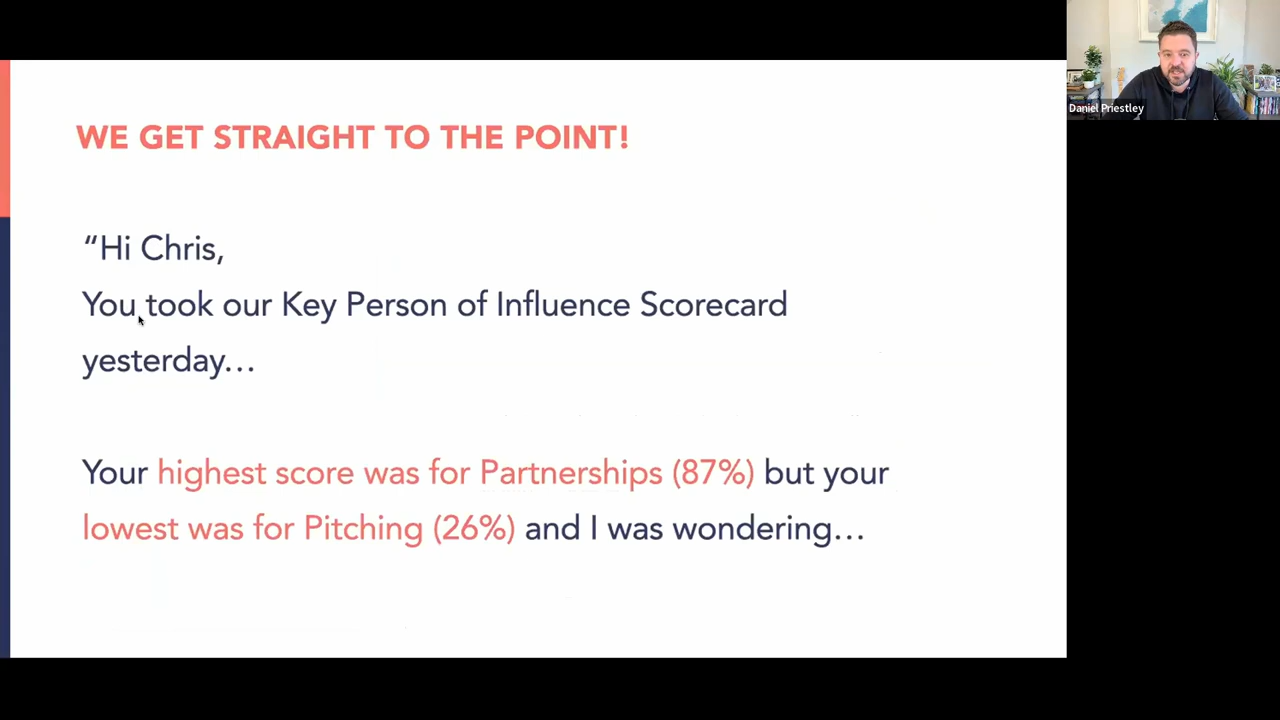 WE GET STRAIGHT TO THE POINT!
“Hi Chris,
You took our Key Person of Influence Scorecard
yesterday…
Your highest score was for Partnerships (87%) but your
lowest was for Pitching (26%) and I was wondering…
Daniel Priestley